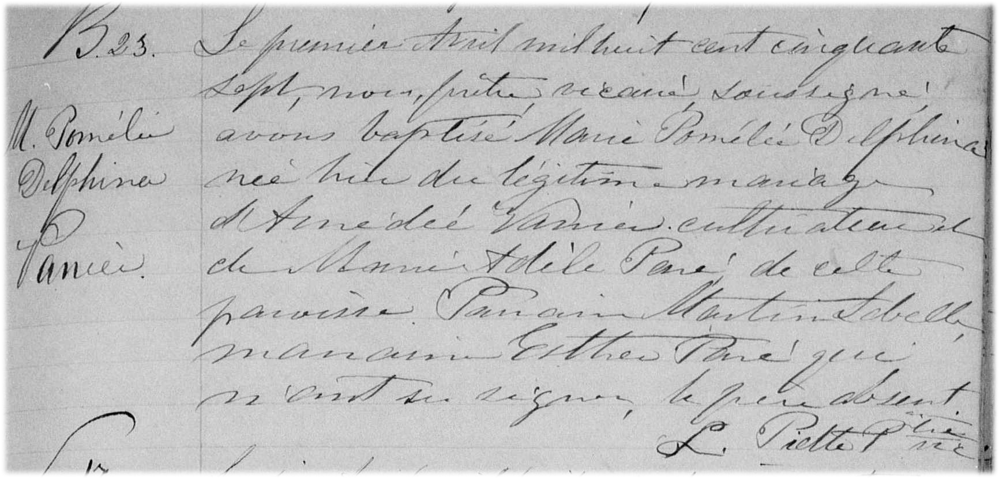 B. 23.
Le premier Avril mil huit cent cinquante
sept, nous, prêtre, vicaire, soussigné,
M. Pomélie
avons baptisé Marie Pomélie Delphina
Delphina
née hier du légitime mariage
d'Amédée Vanier cultivateur et
Vanier.
de Marie Adèle Paré, de cette
paroisse. Parrain Martin Labelle,
marraine Esther Paré qui
n'ont su signer, le père absent.
L. Piette Ptre
vic.